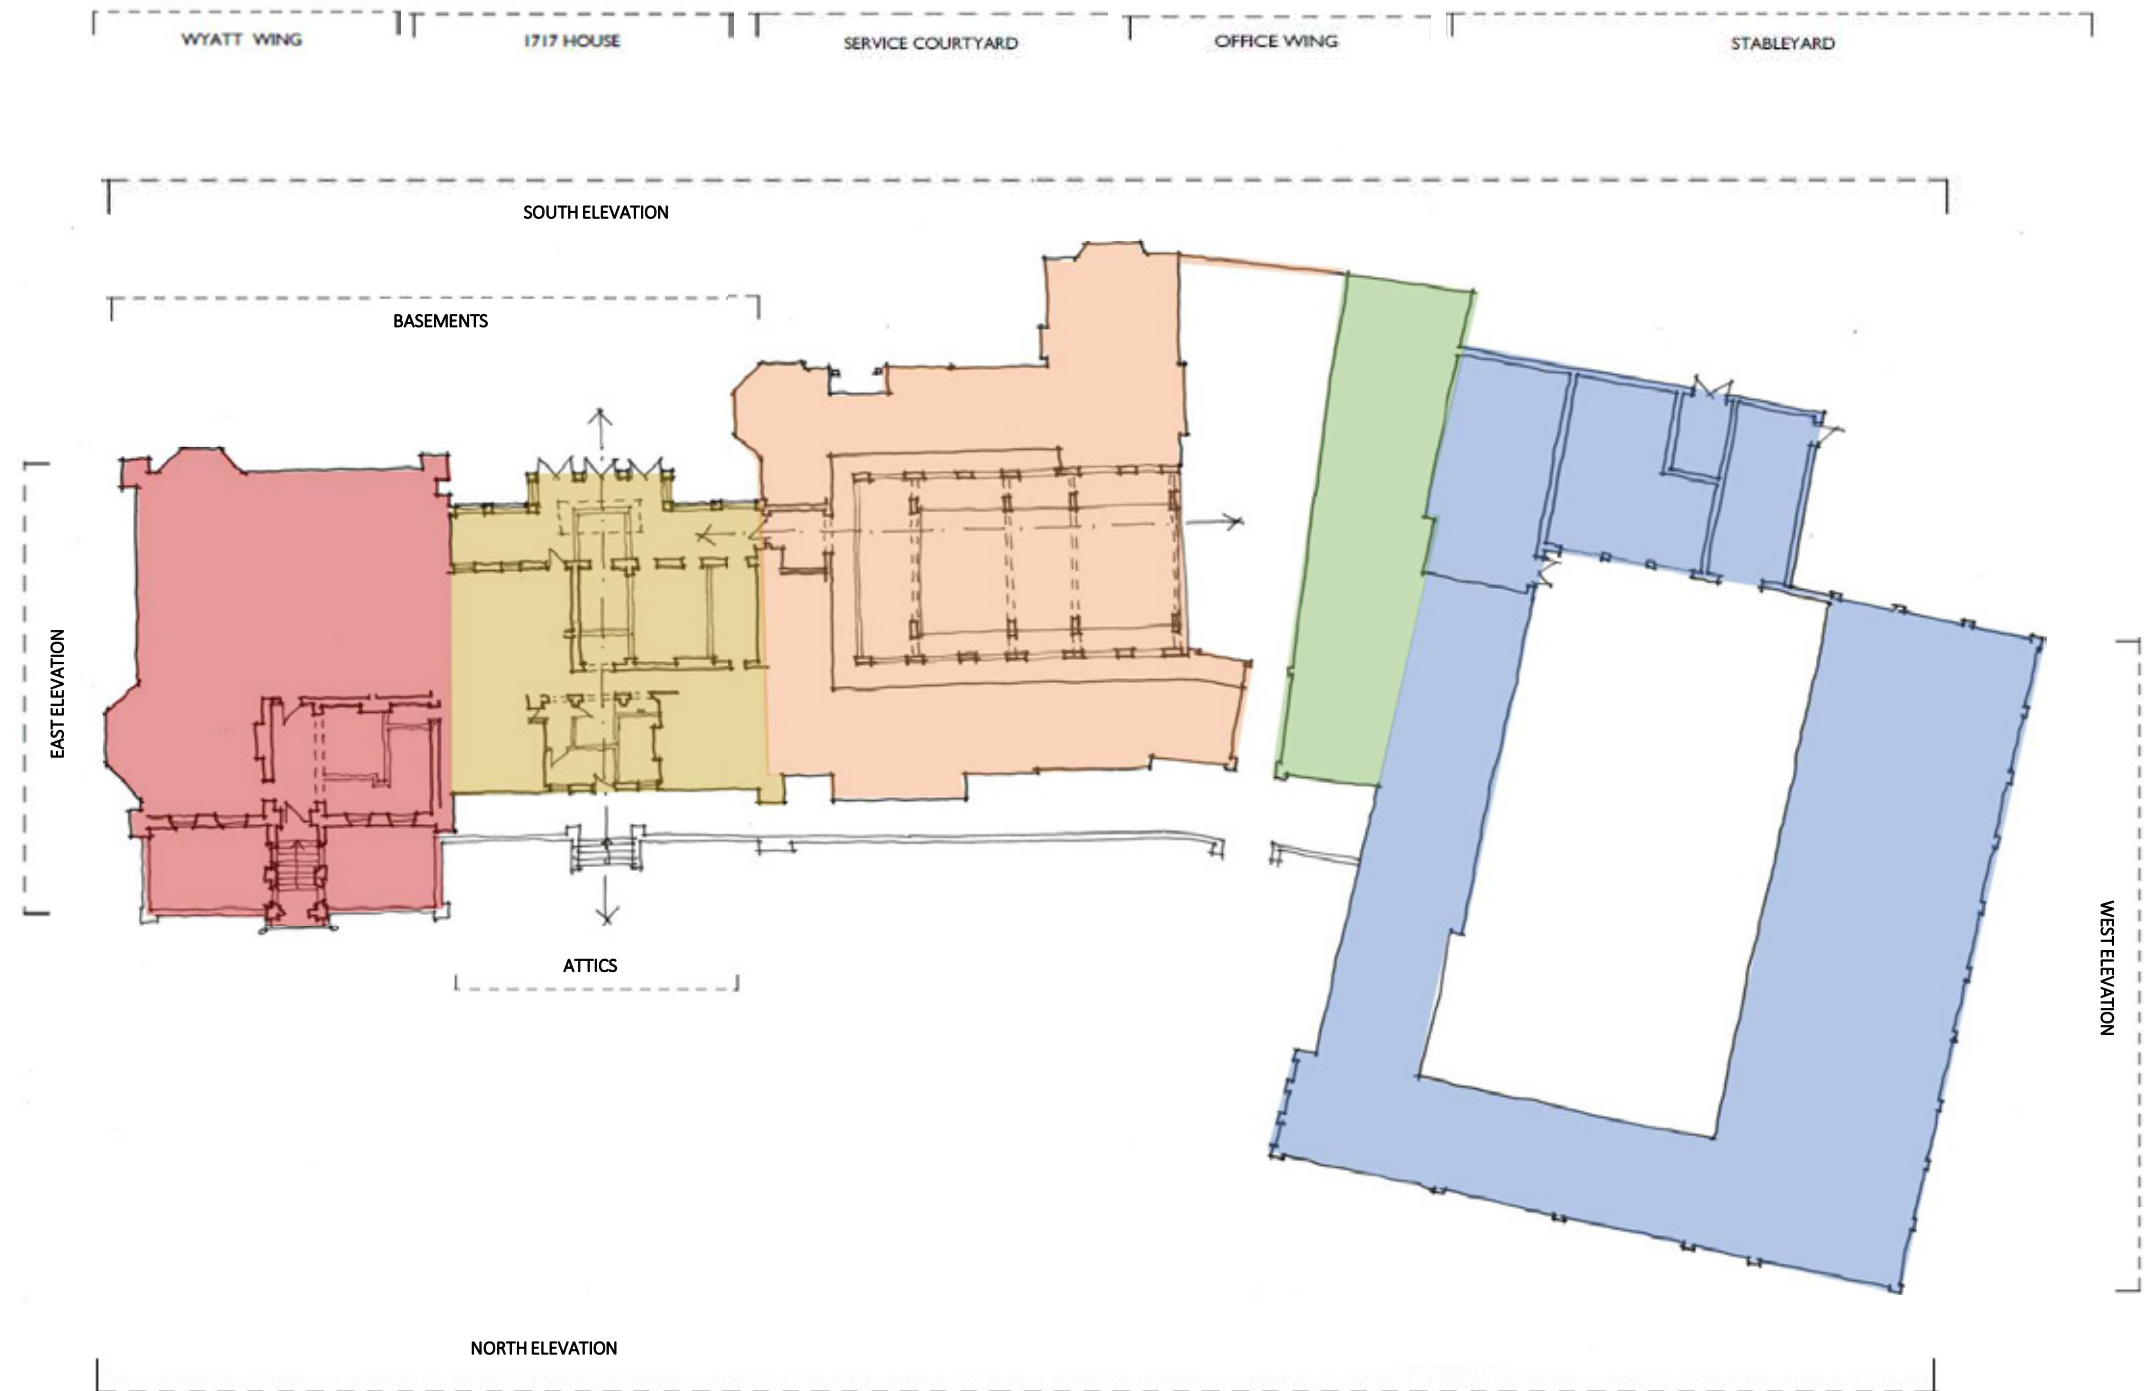 WYATT WING
1717 HOUSE
SERVICE COURTYARD
OFFICE WING
STABLEYARD
SOUTH ELEVATION
BASEMENTS
EAST ELEVATION
WEST ELEVATION
ATTICS
NORTH ELEVATION